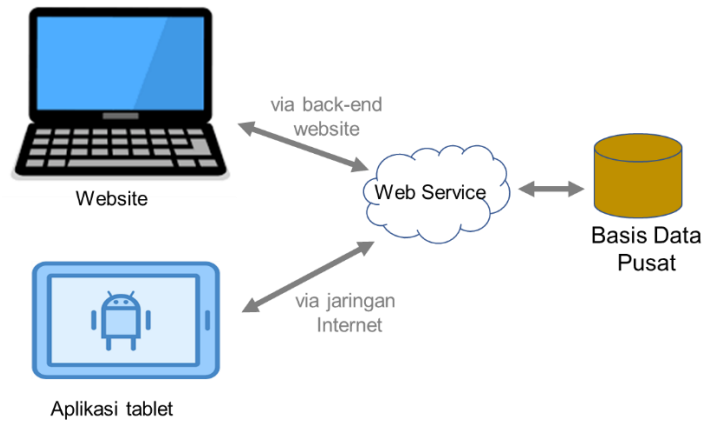 via back-end
website
Website
Web Service
Basis Data
Pusat
via jaringan
Internet
Aplikasi tablet